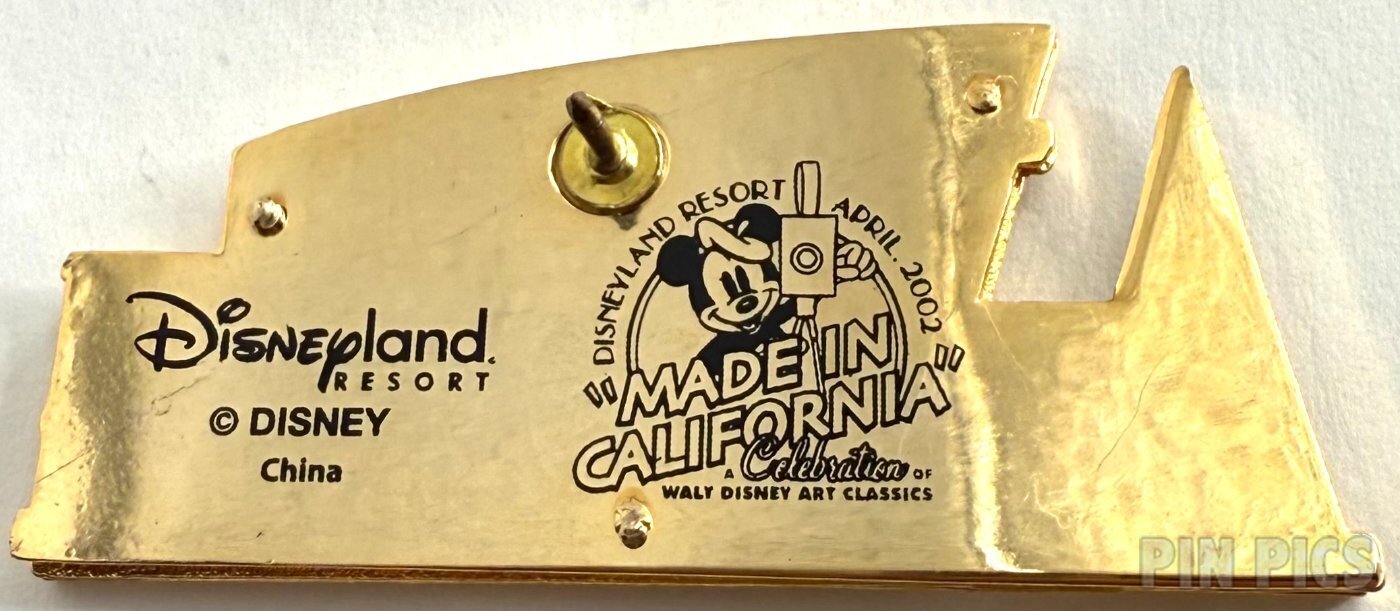 Disneyland
RESORT
© DISNEY
China
DISNEYLAND RESORT APRIL, 2002
"MADE IN
CALIFORNIA"
A Celebration OF
WALT DISNEY ART CLASSICS
PIN PICS